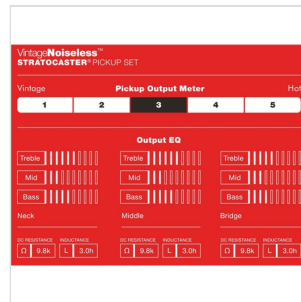 VintageNoiseless™
STRATOCASTER® PICKUP SET
Vintage Pickup Output Meter Hot
1 2 3 4 5
Output EQ
Treble Treble Treble
Mid Mid Mid
Bass Bass Bass
Neck Middle Bridge
DC RESISTANCE INDUCTANCE DC RESISTANCE INDUCTANCE DC RESISTANCE INDUCTANCE
Ω 9.8k L 3.0h Ω 9.8k L 3.0h Ω 9.8k L 3.0h